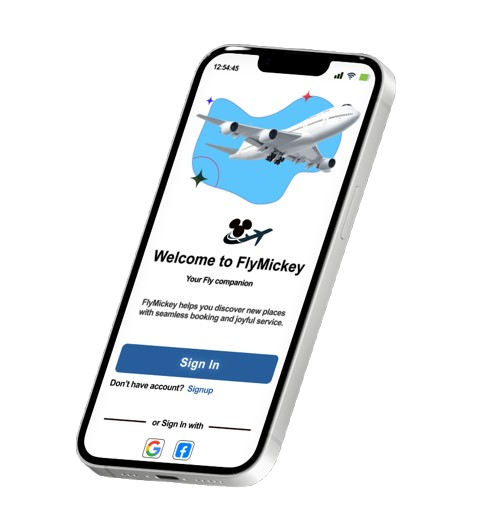 12:54:45
Welcome to FlyMickey
Your Fly companion
FlyMickey helps you discover new places
with seamless booking and joyful service.
Sign In
Don't have account? Signup
or Sign In with